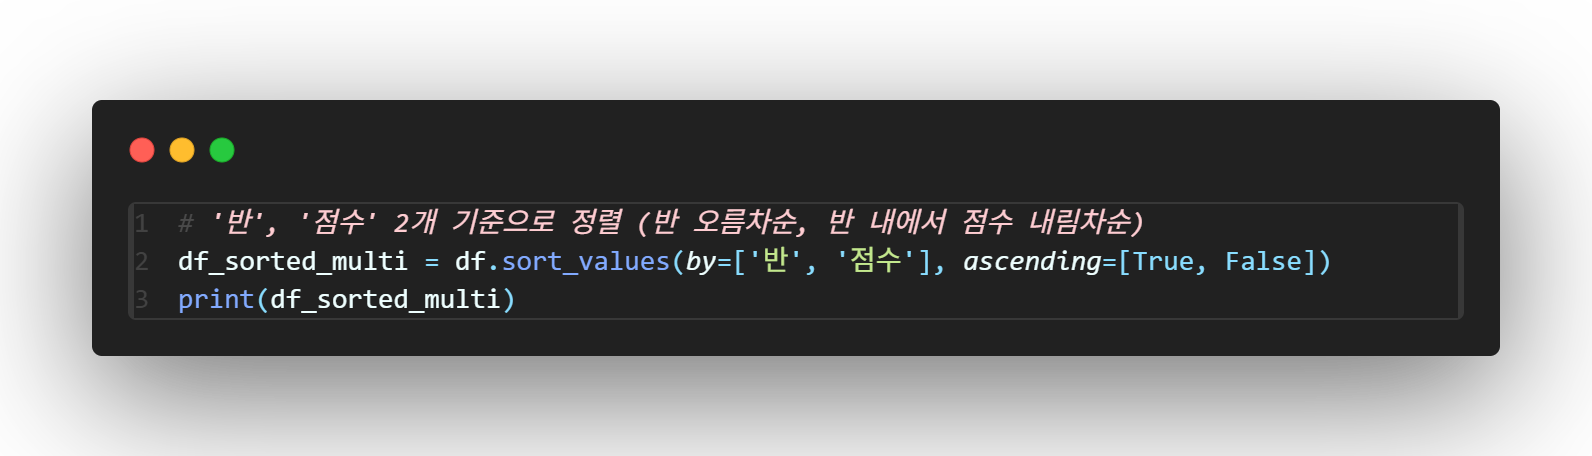 1 # '반', '점수' 2개 기준으로 정렬 (반 오름차순, 반 내에서 점수 내림차순)
2 df_sorted_multi = df.sort_values(by=['반', '점수'], ascending=[True, False])
3 print(df_sorted_multi)